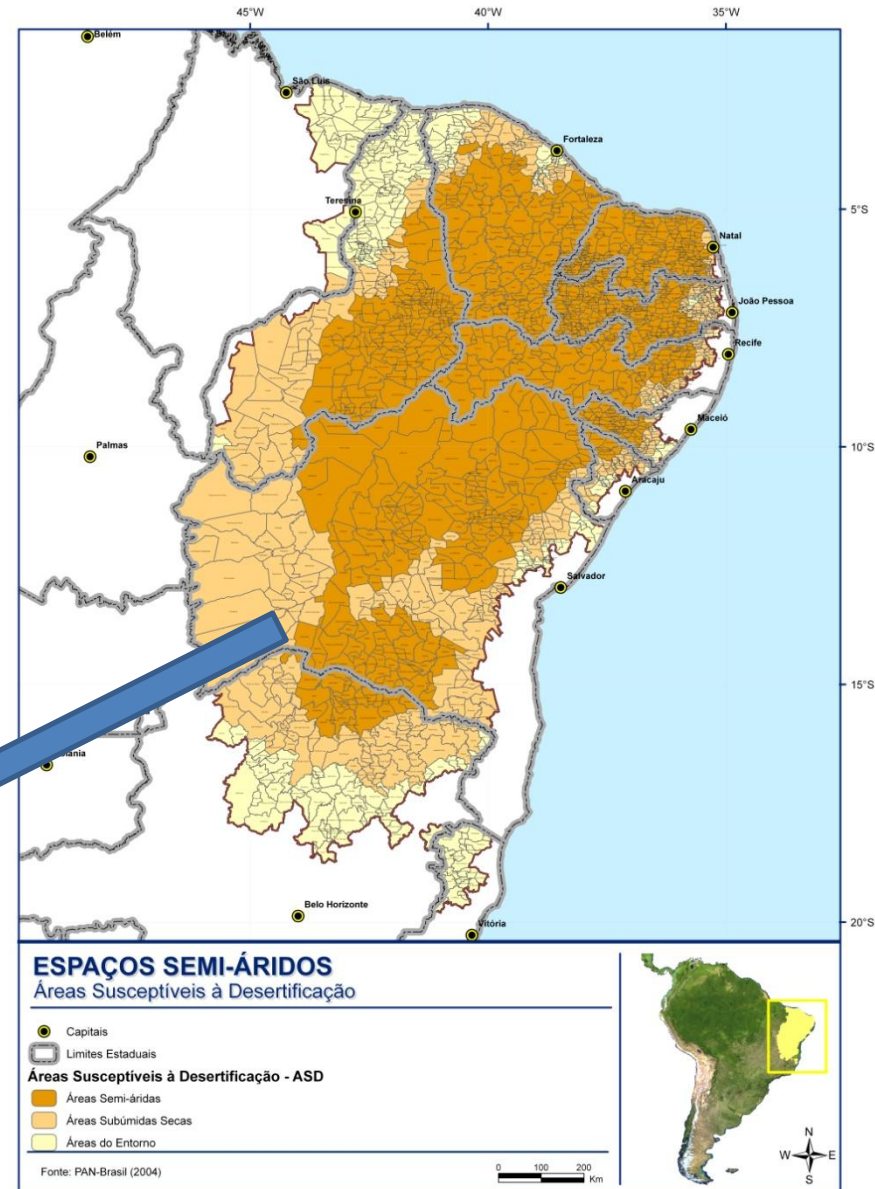 45°W 40°W 35°W
Belém
São Luis
Fortaleza
Teresina
5°S
Natal
João Pessoa
Recife
Maceió
Palmas
10°S
Aracaju
Salvador
15°S
Belo Horizonte
Vitória
20°S
ESPAÇOS SEMI-ÁRIDOS
Áreas Susceptíveis à Desertificação
Capitais
Limites Estaduais
Áreas Susceptíveis à Desertificação - ASD
Áreas Semi-áridas
Áreas Subúmidas Secas
Áreas do Entorno
Fonte: PAN-Brasil (2004)
0 100 200
Km
N
W E
S